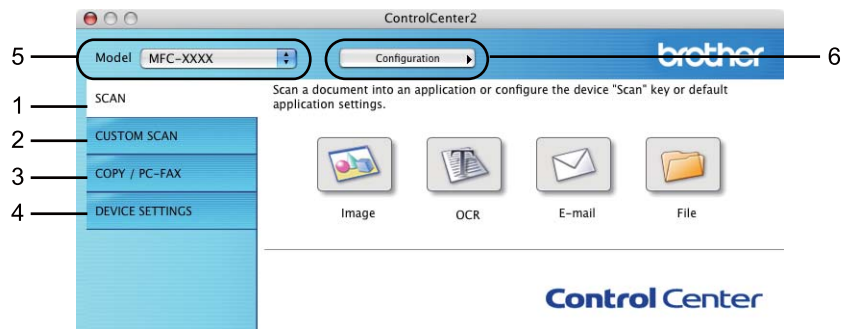 ControlCenter2
5
Model MFC-XXXX
Configuration
brother
6
1
SCAN
Scan a document into an application or configure the device "Scan" key or default
application settings.
2
CUSTOM SCAN
3
COPY / PC-FAX
4
DEVICE SETTINGS
Image
OCR
E-mail
File
Control Center